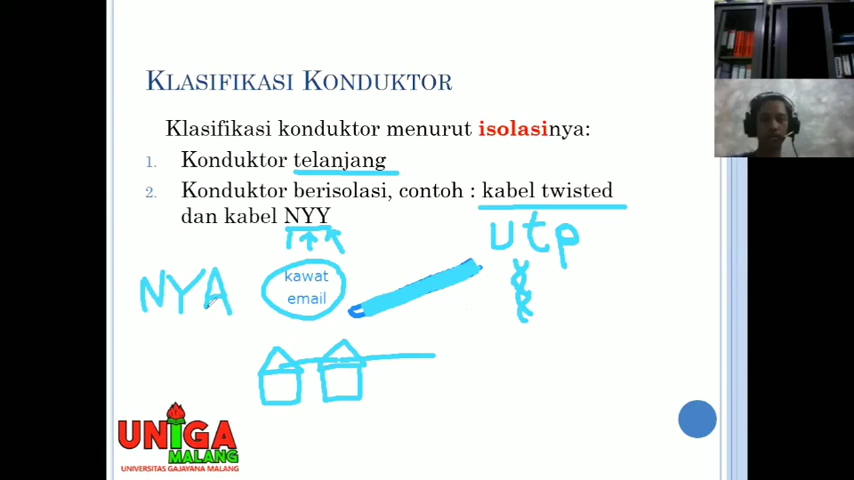 KLASIFIKASI KONDUKTOR
Klasifikasi konduktor menurut isolasinya:
1. Konduktor telanjang
2. Konduktor berisolasi, contoh : kabel twisted
dan kabel NYY
utp
NYA
kawat
email
UNIGA
MALANG
UNIVERSITAS GAJAYANA MALANG